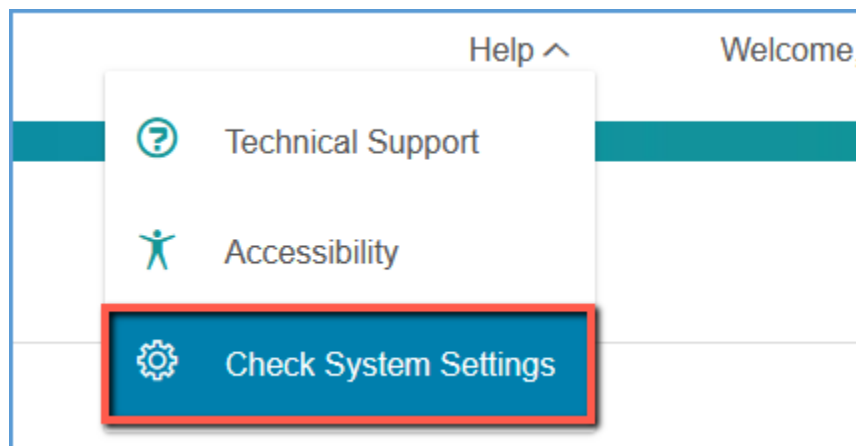 Help
Welcome,
Technical Support
Accessibility
Check System Settings